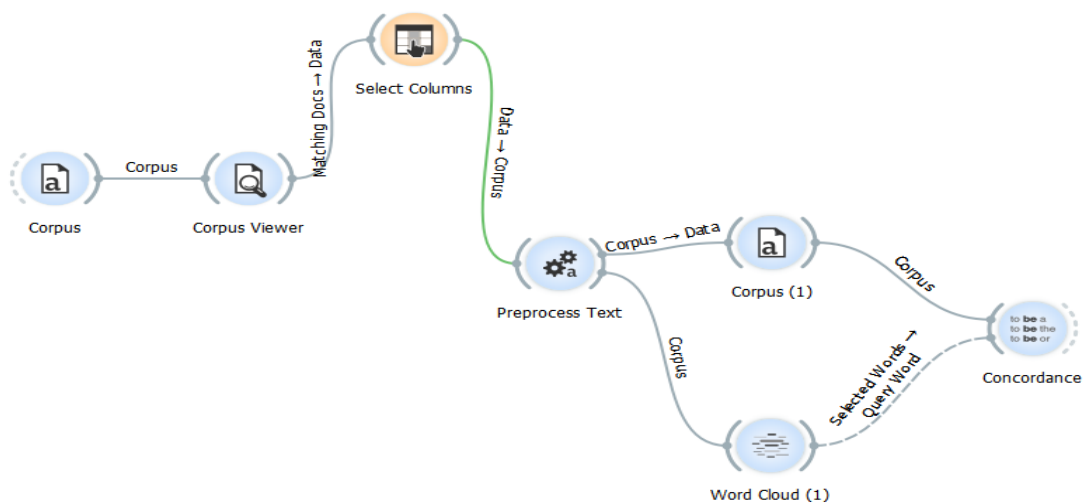 Select Columns
Matching Docs → Data
Data → Corpus
a
Corpus
Corpus
Corpus Viewer
a
Preprocess Text
Corpus → Data
a
Corpus (1)
Corpus
Corpus
to be a
to be the
to be or
Concordance
Selected Words →
Query Word
Word Cloud (1)